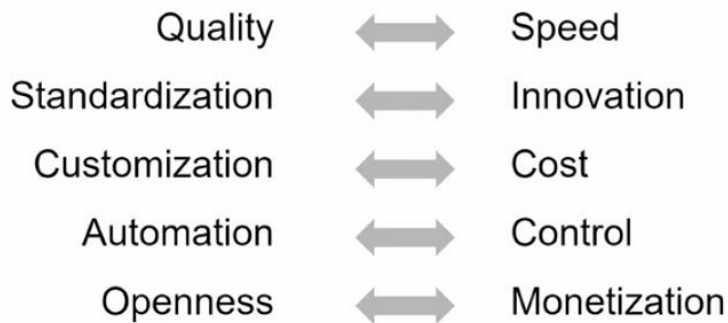 Quality Speed
Standardization Innovation
Customization Cost
Automation Control
Openness Monetization